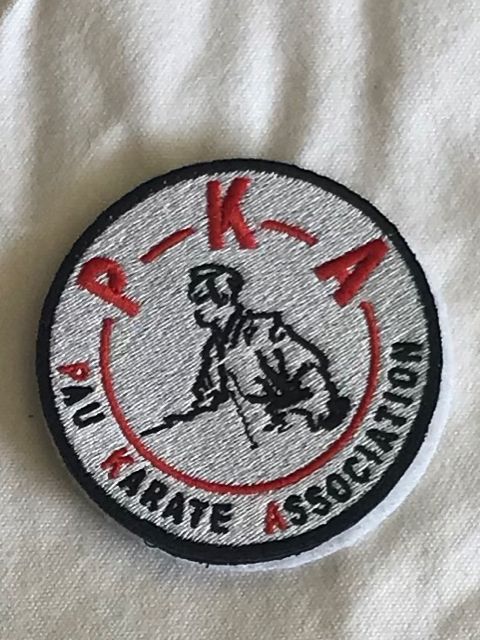 P-K-A
PAU KARATE ASSOCIATION